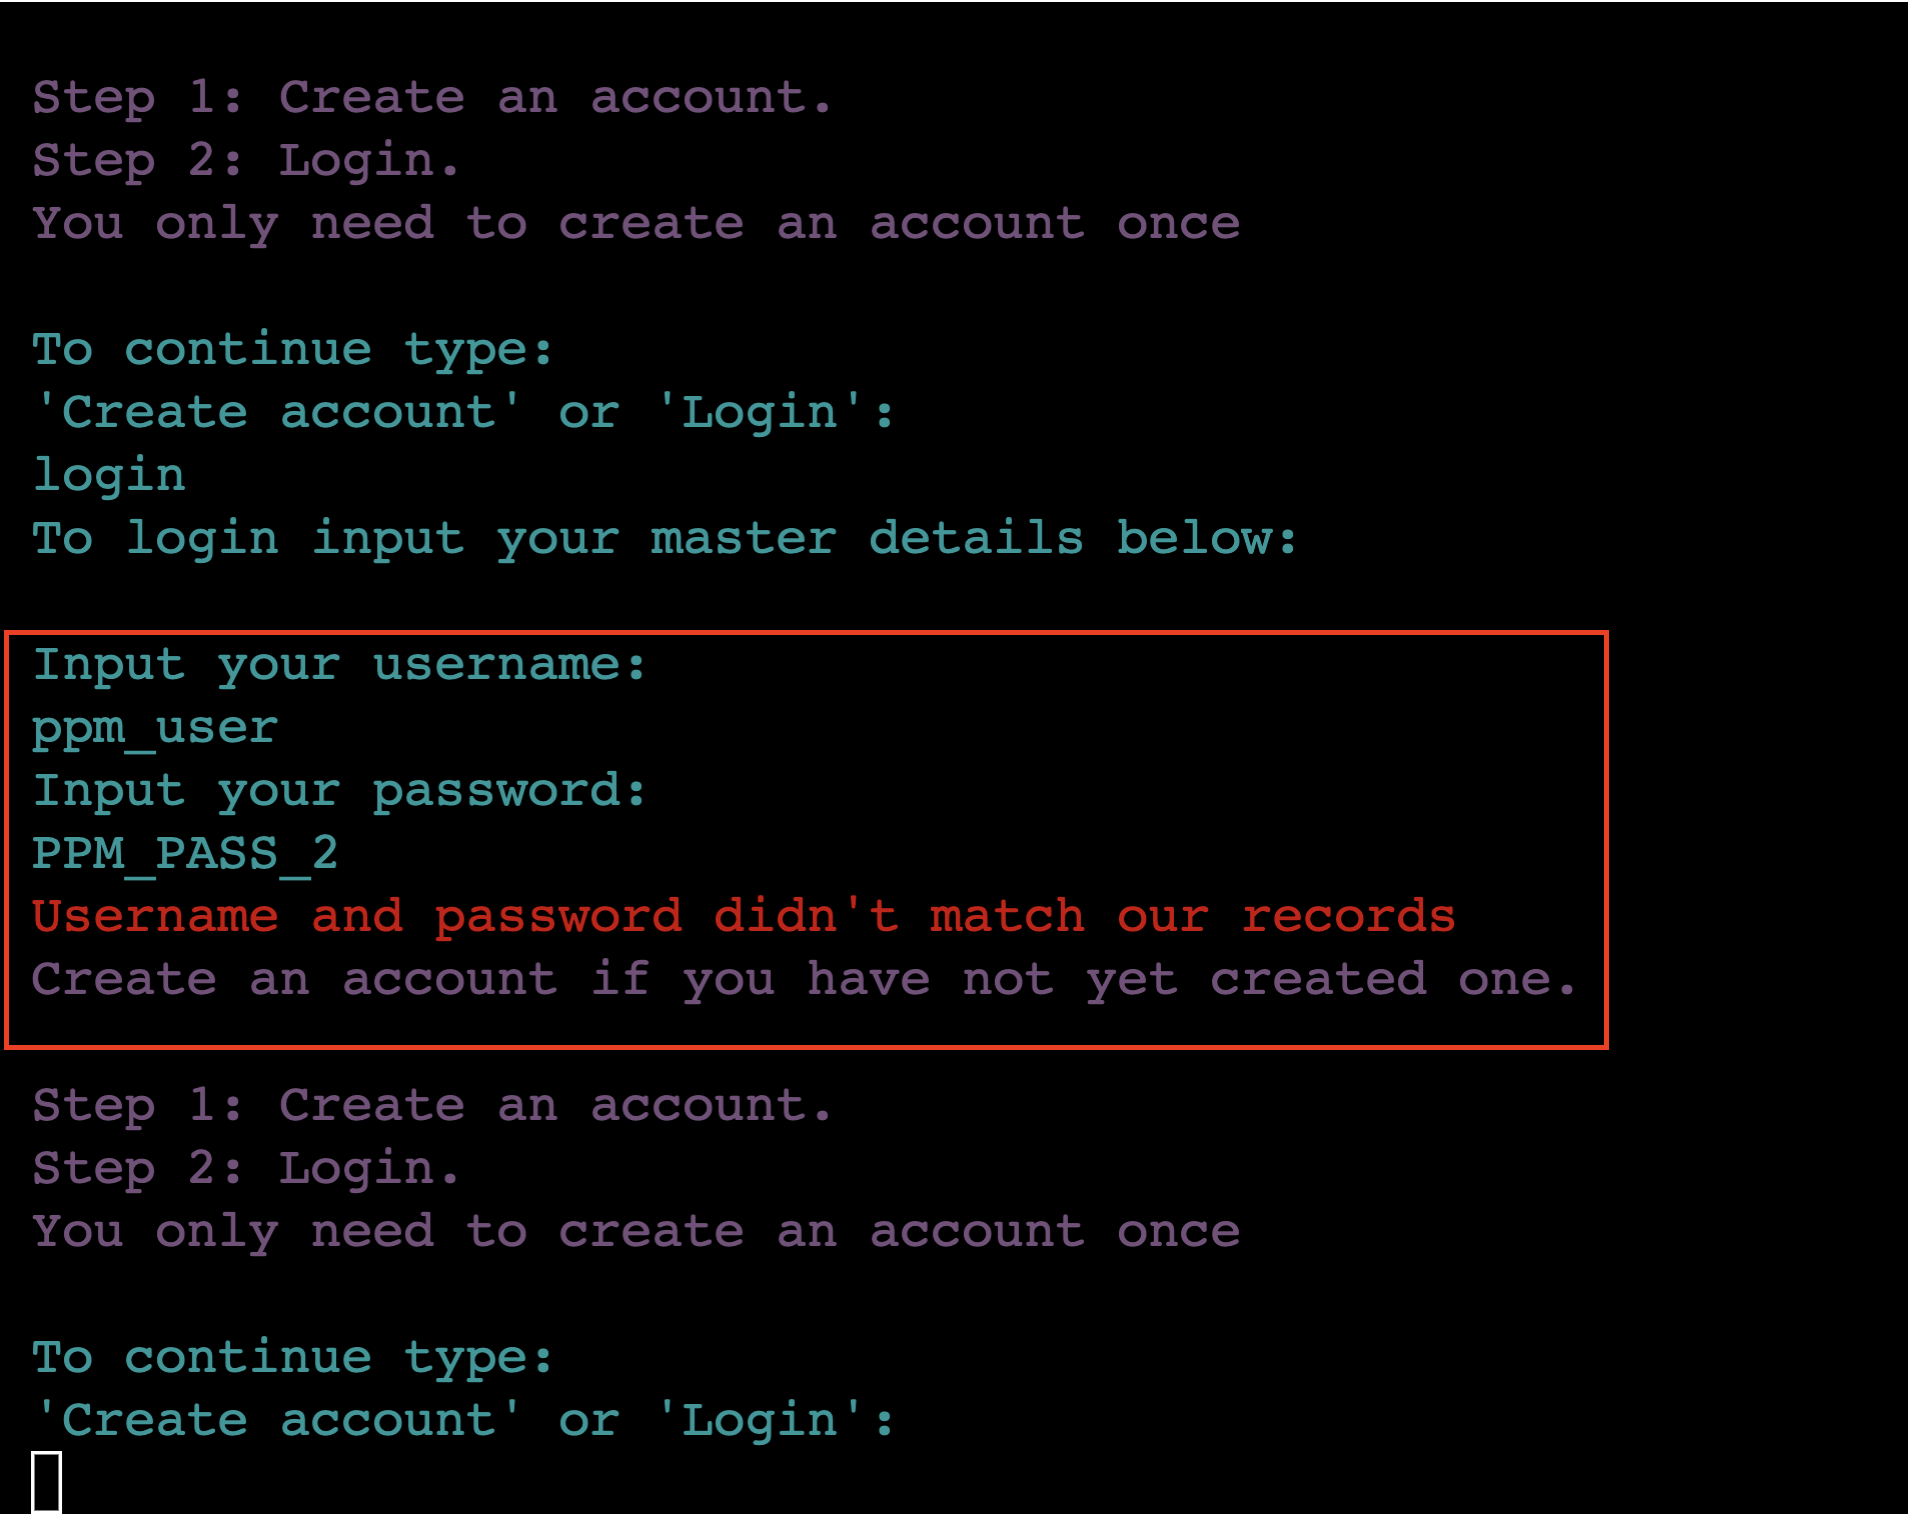 Step 1: Create an account.
Step 2: Login.
You only need to create an account once
To continue type:
'Create account' or 'Login':
login
To login input your master details below:
Input your username:
ppm_user
Input your password:
PPM_PASS_2
Username and password didn't match our records
Create an account if you have not yet created one.
Step 1: Create an account.
Step 2: Login.
You only need to create an account once
To continue type:
'Create account' or 'Login':